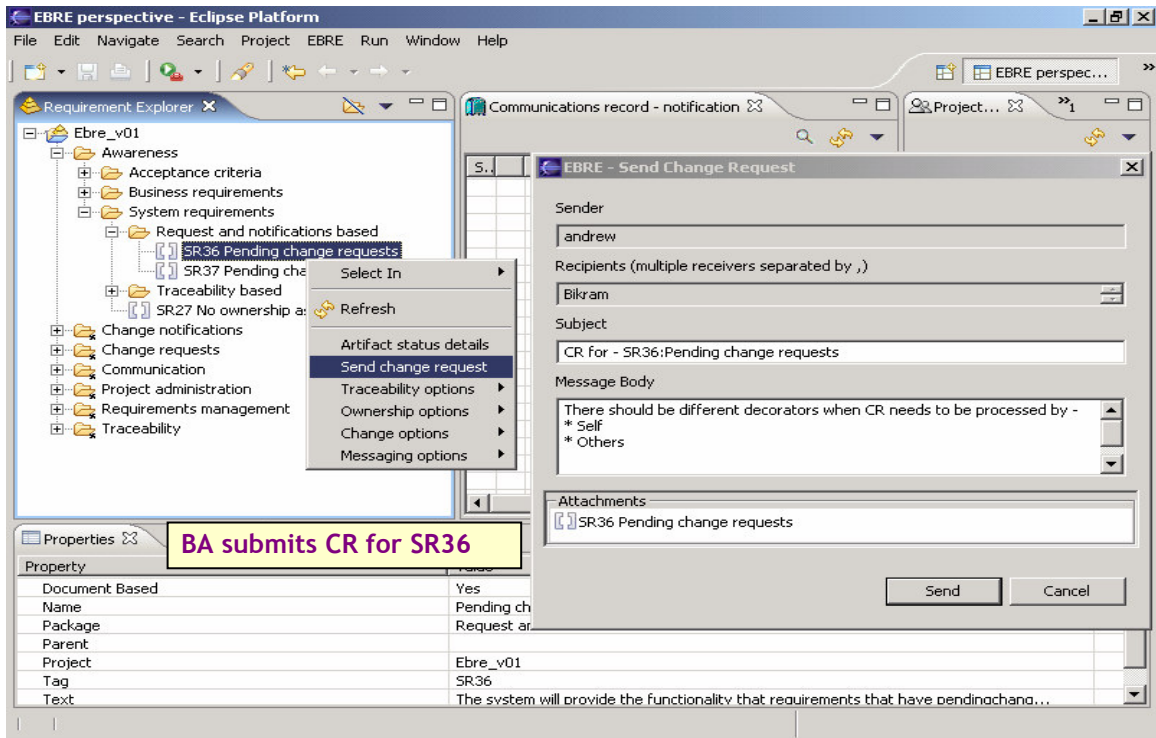 EBRE perspective - Eclipse Platform
File Edit Navigate Search Project EBRE Run Window Help
EBRE perspec...
Requirement Explorer
Ebre_v01
Awareness
Acceptance criteria
Business requirements
System requirements
Request and notifications based
SR36 Pending change requests
SR37 Pending cha
Traceability based
SR27 No ownership a
Change notifications
Change requests
Communication
Project administration
Requirements management
Traceability
Select In
Refresh
Artifact status details
Send change request
Traceability options
Ownership options
Change options
Messaging options
Communications record - notification
Project...
1
S..
EBRE - Send Change Request
Sender
andrew
Recipients (multiple receivers separated by ,)
Bikram
Subject
CR for - SR36:Pending change requests
Message Body
There should be different decorators when CR needs to be processed by -
* Self
* Others
Attachments
SR36 Pending change requests
Send Cancel
BA submits CR for SR36
Properties
Property
Document Based Yes
Name Pending ch
Package Request ar
Parent
Project Ebre_v01
Tag SR36
Text The system will provide the functionality that requirements that have pendingchang...